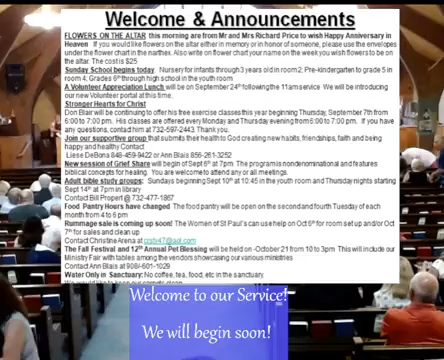 Welcome & Announcements
FLOWERS ON THE ALTAR this morning are from Mr and Mrs Richard Price to wish Happy Anniversary in
Heaven If you would like flowers on the altar either in memory or in honor of someone, please use the envelopes
under the flower chart in the narthex. Also write on flower chart your name on the week you wish flowers to be on
the altar. The cost is $25
Sunday School begins today. Nursery for infants through 3 years old in room 2; Pre-kindergarten to grade 5 in
room 4; Grades 6th through high school in the youth room
A Volunteer Appreciation Lunch will be on September 24th following the 11am service We will be introducing
our new Volunteer portal at this time.
Stronger Hearts for Christ
Don Blair will be continuing to offer his free exercise classes this year beginning Thursday, September 7th from
6:00 to 7:00 pm. His classes are offered every Monday and Thursday evening from 6:00 to 7:00 pm. If you have
any questions, contact him at 732-597-2443. Thank you.
Join our supportive group that submits their health to God creating new habits, friendships, faith and being
happy and healthy Contact
Liese DeBona 848-459-9422 or Ann Blais 856-261-3252
New session of Grief Share will begin of Sept 6th at 7pm The program is nondenominational and features
biblical concepts for healing. You are welcome to attend any or all meetings.
Adult bible study groups: Sundays beginning Sept 10th at 10:45 in the youth room and Thursday nights starting
Sept 14th at 7pm in library
Contact Bill Propert @ 732-477-1867
Food Pantry Hours have changed The food pantry will be open the second and fourth Tuesday of each
month from 4 to 6 pm
Rummage sale is coming up soon! The Women of St Paul's can use help on Oct 6th for room set up and/or Oct
7th for sales and clean up
Contact Christine Arena at
The Fall Festival and 12th Annual Pet Blessing will be held on -October 21 from 10 to 3pm This will include our
Ministry Fair with tables among the vendors showcasing our various ministries
Contact Ann Blais at 908/-601-1029
Water Only in Sanctuary: No coffee, tea, food, etc in the sanctuary.
We would like to keep our carpets clean
Welcome to our Service!
We will begin soon!